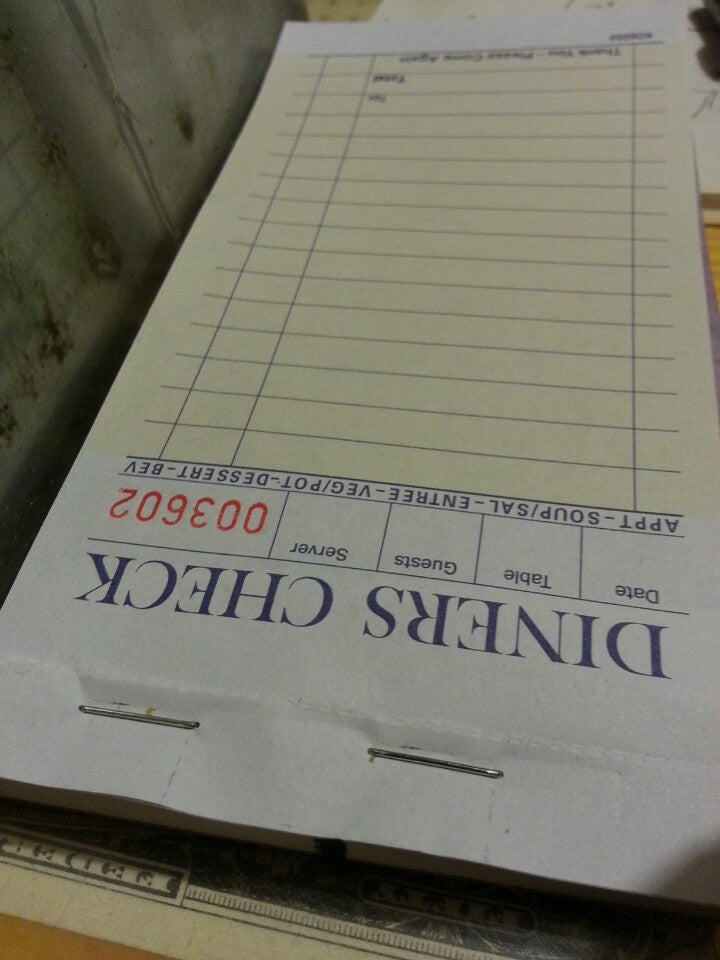 DINERS CHECK
Date Table Guests Server 003602
APPT-SOUP/SAL-ENTREE-VEG/POT-DESSERT-BEV
Tax
Total
Thank You - Please Come Again